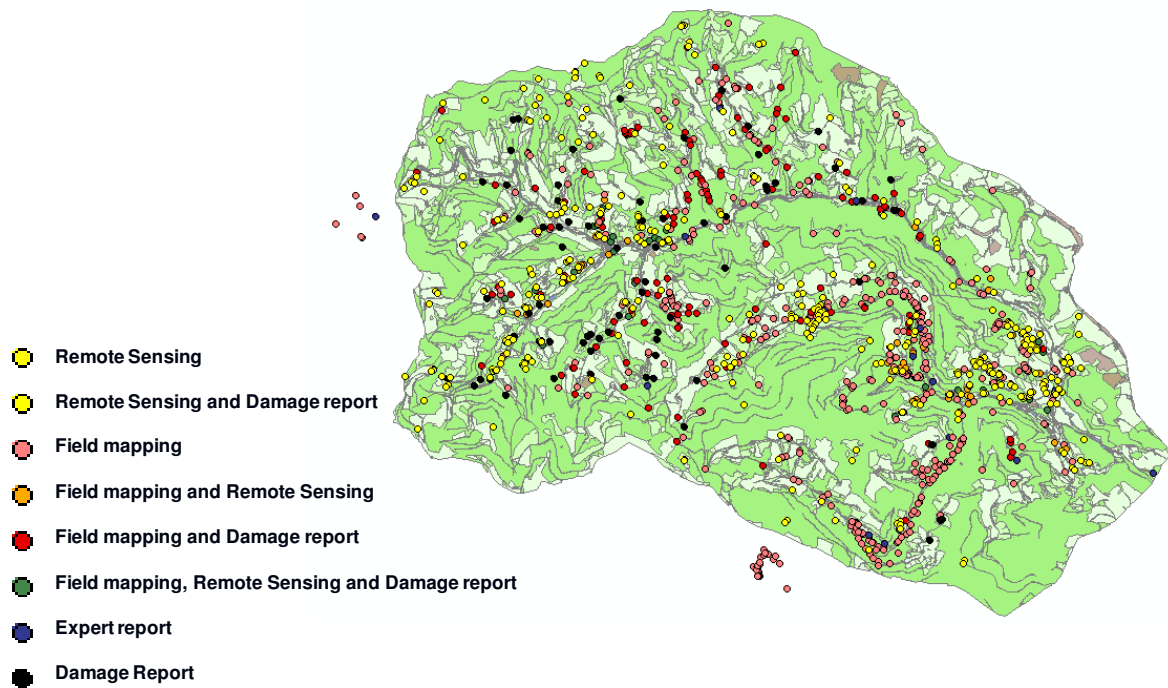 Remote Sensing
Remote Sensing and Damage report
Field mapping
Field mapping and Remote Sensing
Field mapping and Damage report
Field mapping, Remote Sensing and Damage report
Expert report
Damage Report